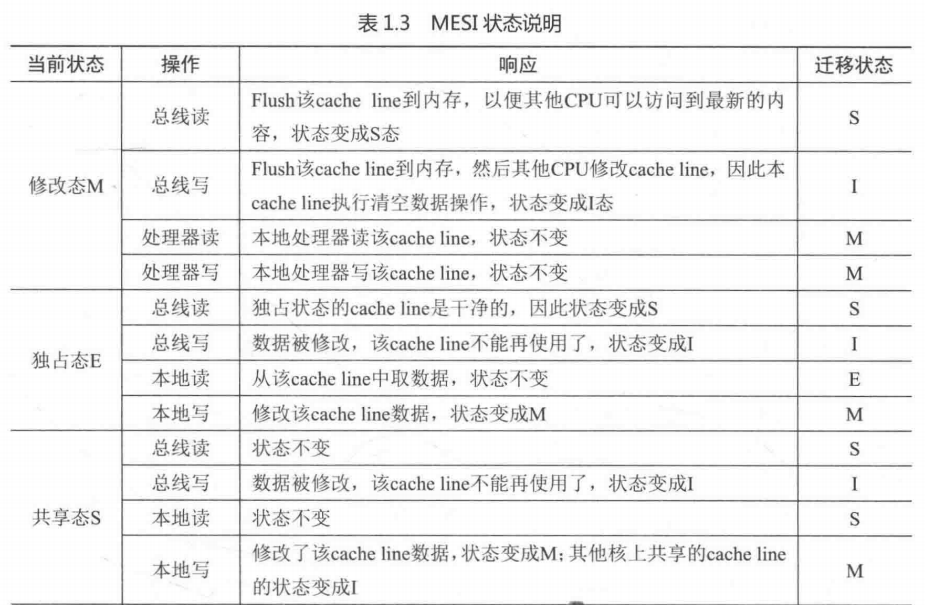 表 1.3 MESI 状态说明
当前状态 操作 响应 迁移状态
修改态M
总线读 Flush该cache line到内存，以便其他CPU可以访问到最新的内
容，状态变成S态 S
总线写 Flush该cache line到内存，然后其他CPU修改cache line，因此本
cache line执行清空数据操作，状态变成I态 I
处理器读 本地处理器读该cache line，状态不变 M
处理器写 本地处理器写该cache line，状态不变 M
独占态E
总线读 独占状态的cache line是干净的，因此状态变成S S
总线写 数据被修改，该cache line不能再使用了，状态变成I I
本地读 从该cache line中取数据，状态不变 E
本地写 修改该cache line数据，状态变成M M
共享态S
总线读 状态不变 S
总线写 数据被修改，该cache line不能再使用了，状态变成I I
本地读 状态不变 S
本地写 修改了该cache line数据，状态变成M；其他核上共享的cache line
的状态变成I M